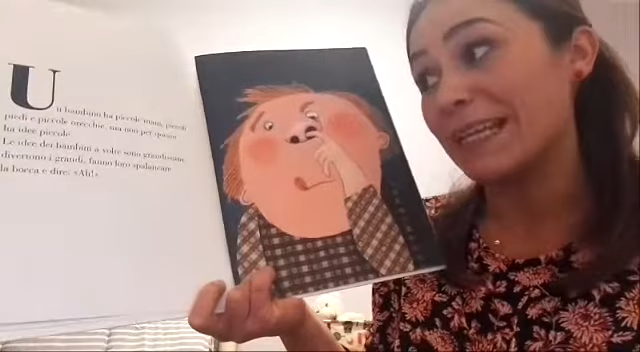 Un bambino ha piccole mani, piccoli
piedi e piccole orecchie, ma non per questo
ha idee piccole.
Le idee dei bambini a volte sono grandissime,
divertono i grandi, fanno loro spalancare
la bocca e dire: «Ah!»